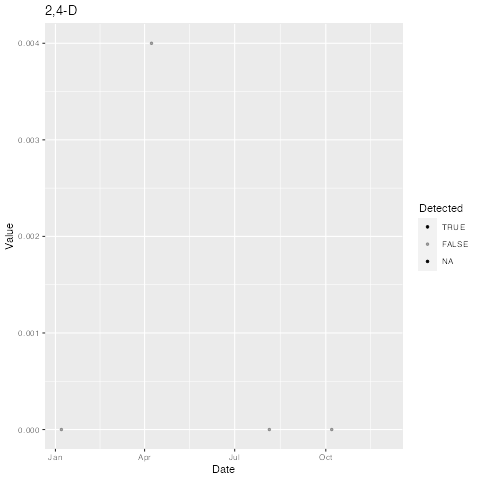 2,4-D
0.004
0.003
0.002
0.001
0.000
Value
Jan
Apr
Jul
Oct
Date
Detected
TRUE
FALSE
NA